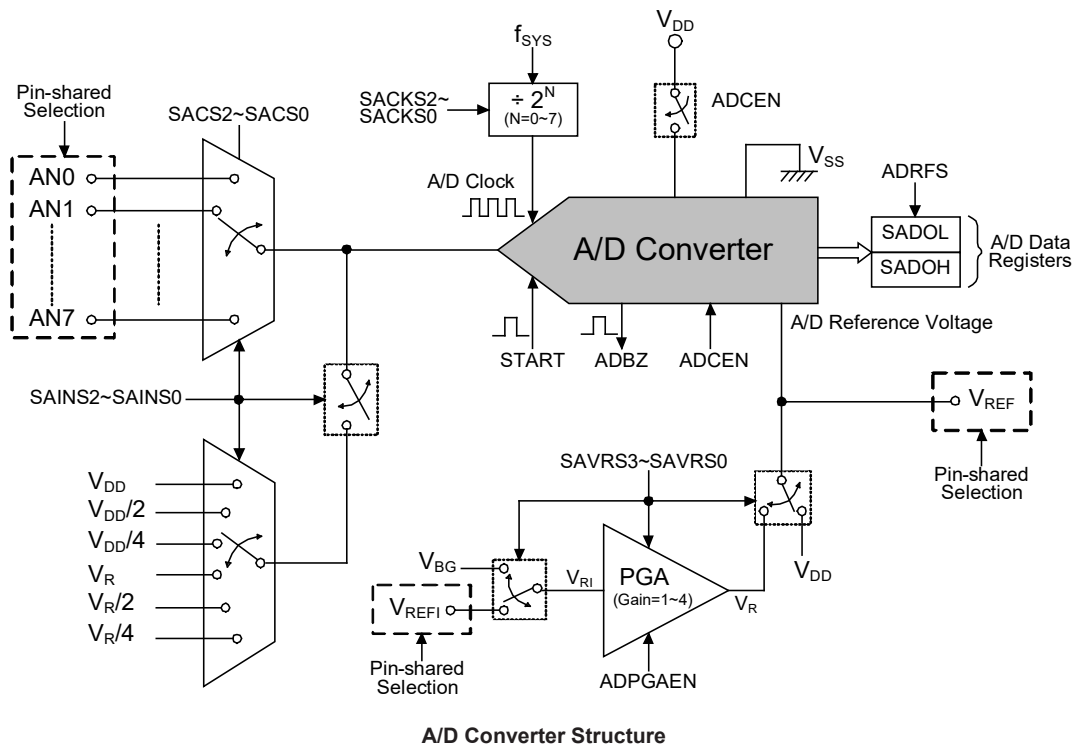 f_SYS
V_DD
Pin-shared
Selection
SACS2~SACS0
SACKS2~
SACKS0
÷ 2^N
(N=0~7)
ADCEN
V_SS
AN0
AN1
AN7
A/D Clock
ADRFS
A/D Converter
SADOL
SADOH
A/D Data
Registers
START
ADBZ
ADCEN
A/D Reference Voltage
SAINS2~SAINS0
V_REF
Pin-shared
Selection
SAVRS3~SAVRS0
V_DD
V_DD/2
V_DD/4
V_R
V_R/2
V_R/4
V_BG
V_REFI
V_RI
PGA
(Gain=1~4)
V_R
V_DD
Pin-shared
Selection
ADPGAEN
A/D Converter Structure